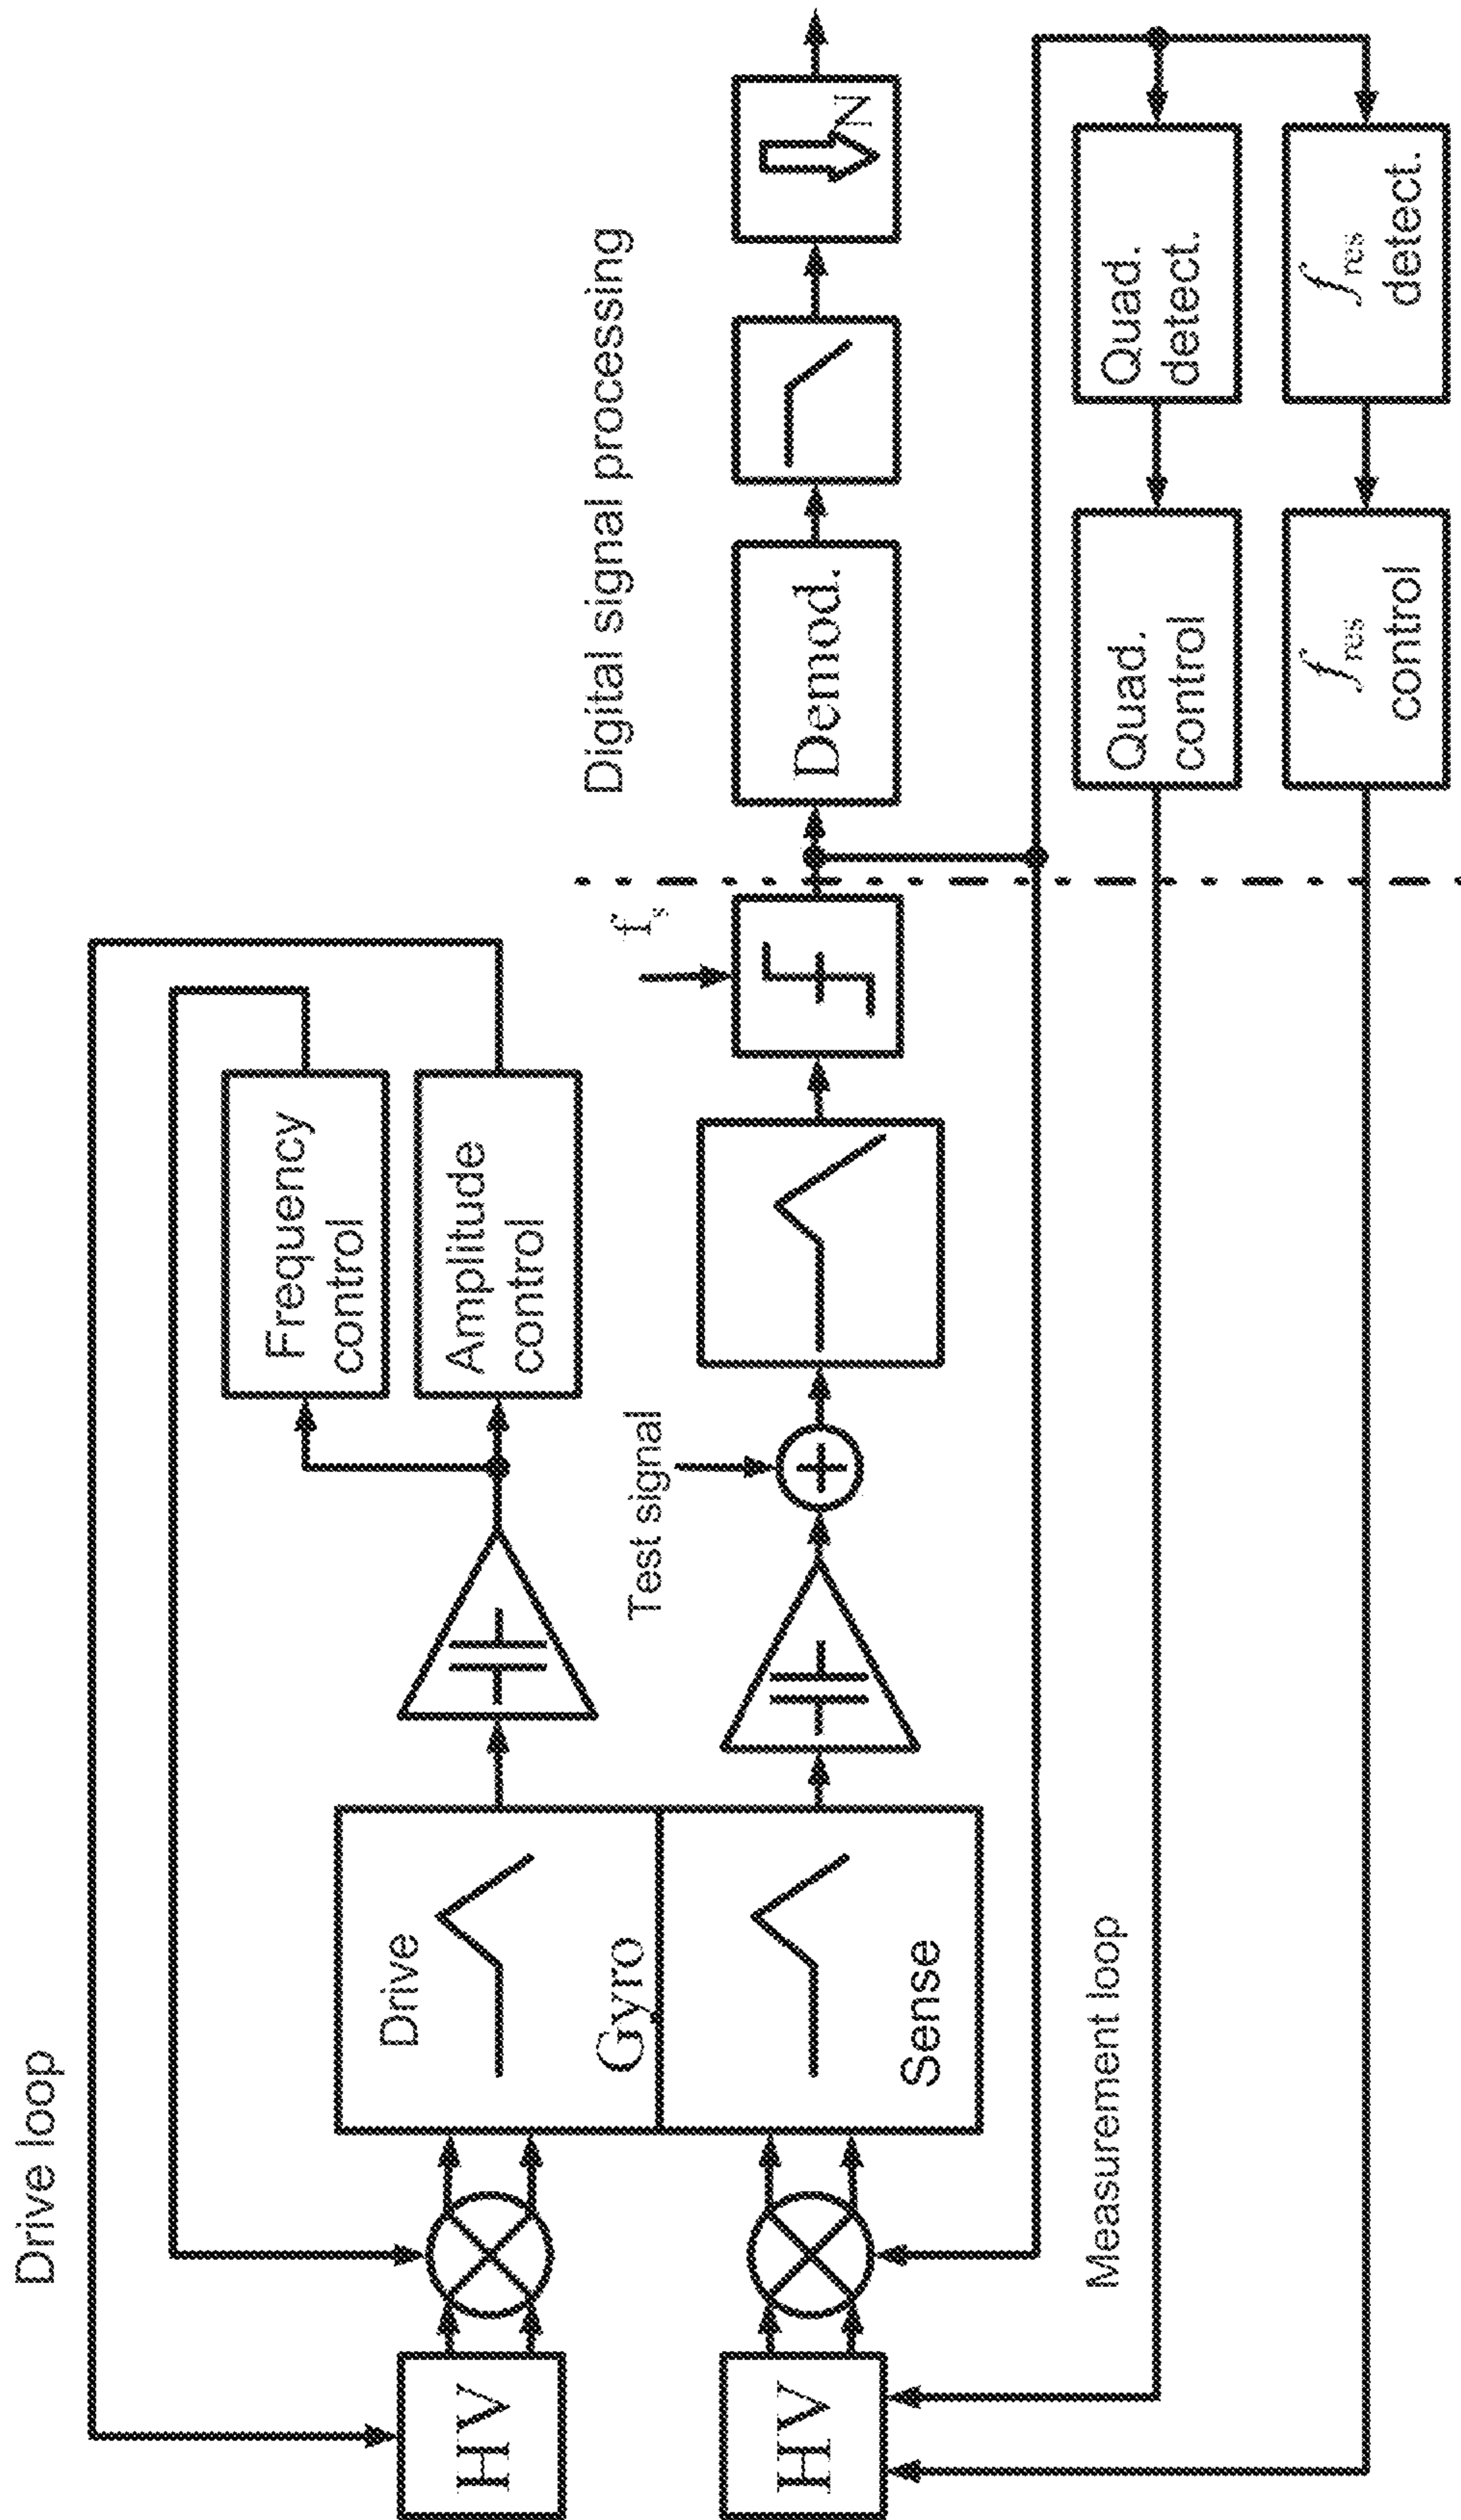 Drive loop
Frequency
control
Amplitude
control
Digital signal processing
HV
Drive
Gyro
Test signal
f_s
Demod.
N
HV
Sense
Measurement loop
Quad.
control
Quad.
detect.
f_res
control
f_res
detect.